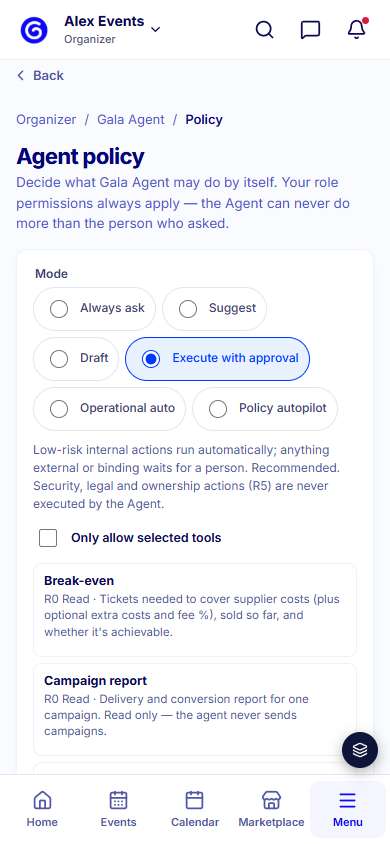 Alex Events
Organizer
Back
Organizer / Gala Agent / Policy
Agent policy
Decide what Gala Agent may do by itself. Your role
permissions always apply — the Agent can never do
more than the person who asked.
Mode
Always ask
Suggest
Draft
Execute with approval
Operational auto
Policy autopilot
Low-risk internal actions run automatically; anything
external or binding waits for a person. Recommended.
Security, legal and ownership actions (R5) are never
executed by the Agent.
Only allow selected tools
Break-even
R0 Read · Tickets needed to cover supplier costs (plus
optional extra costs and fee %), sold so far, and
whether it's achievable.
Campaign report
R0 Read · Delivery and conversion report for one
campaign. Read only — the agent never sends
campaigns.
Home
Events
Calendar
Marketplace
Menu